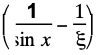 ( 1 / sin x − 1 / ξ )